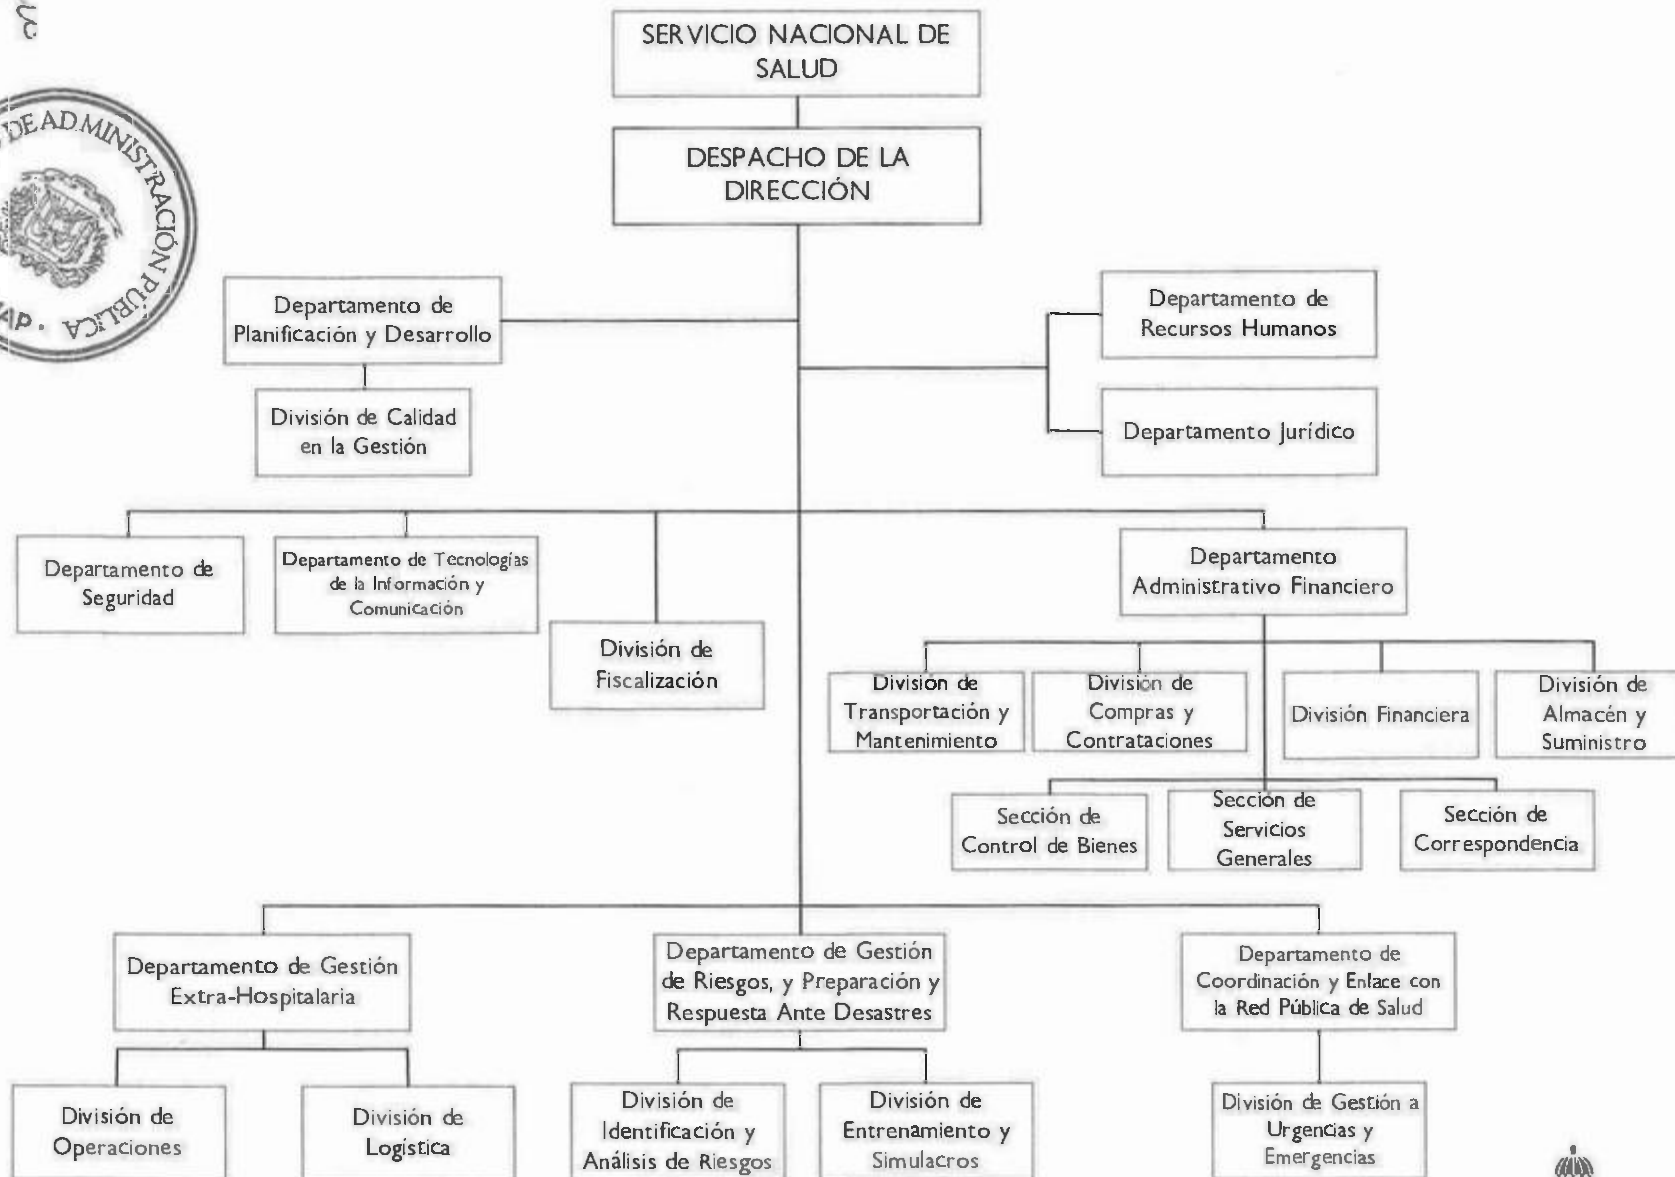 SERVICIO NACIONAL DE
SALUD
DESPACHO DE LA
DIRECCIÓN
DE ADMINISTRACIÓN PÚBLICA
Departamento de
Planificación y Desarrollo
Departamento de
Recursos Humanos
División de Calidad
en la Gestión
Departamento Jurídico
Departamento de
Seguridad
Departamento de Tecnologías
de la Información y
Comunicación
División de
Fiscalización
Departamento
Administrativo Financiero
División de
Transportación y
Mantenimiento
División de
Compras y
Contrataciones
División Financiera
División de
Almacén y
Suministro
Sección de
Control de Bienes
Sección de
Servicios
Generales
Sección de
Correspondencia
Departamento de Gestión
Extra-Hospitalaria
Departamento de Gestión
de Riesgos, y Preparación y
Respuesta Ante Desastres
Departamento de
Coordinación y Enlace con
la Red Pública de Salud
División de
Operaciones
División de
Logística
División de
Identificación y
Análisis de Riesgos
División de
Entrenamiento y
Simulacros
División de Gestión a
Urgencias y
Emergencias